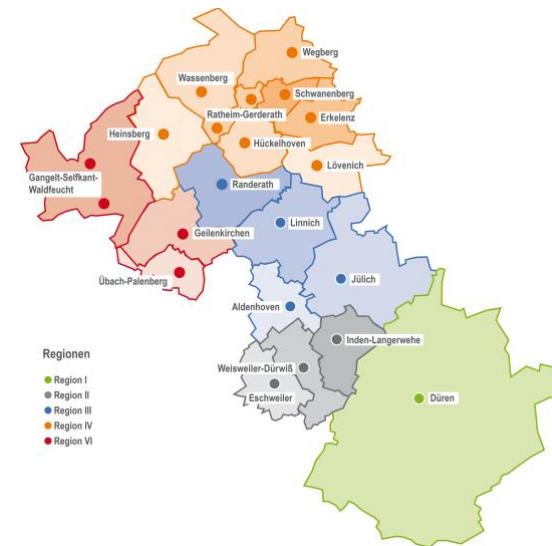 Wegberg
Wassenberg
Schwanenberg
Ratheim-Gerderath
Erkelenz
Heinsberg
Hückelhoven
Lövenich
Gangelt-Selfkant-
Waldfeucht
Randerath
Linnich
Geilenkirchen
Übach-Palenberg
Jülich
Aldenhoven
Inden-Langerwehe
Weisweiler-Dürwiß
Eschweiler
Düren
Regionen
Region I
Region II
Region III
Region IV
Region VI